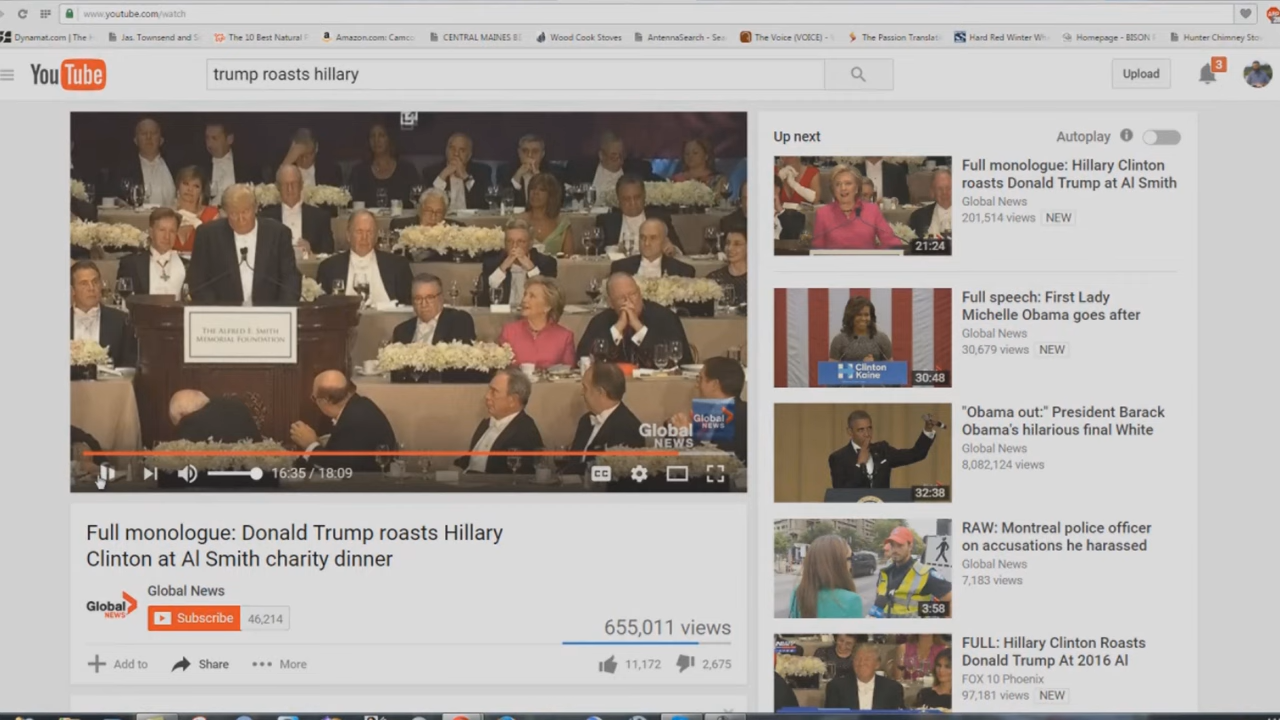 www.youtube.com/watch
Dynamat.com | The H
Jas. Townsend and S
The 10 Best Natural F
Amazon.com: Camco
CENTRAL MAINES B
Wood Cook Stoves
AntennaSearch - Sea
The Voice (VOICE) -
The Passion Translati
Hard Red Winter Wh
Homepage - BISON
Hunter Chimney Sto
YouTube
trump roasts hillary
Upload
3
THE ALFRED E. SMITH
MEMORIAL FOUNDATION
Global
NEWS
Global
NEWS
16:35 / 18:09
CC
Full monologue: Donald Trump roasts Hillary
Clinton at Al Smith charity dinner
Global
NEWS
Global News
Subscribe
46,214
655,011 views
Add to
Share
More
11,172
2,675
Up next
Autoplay
21:24
Full monologue: Hillary Clinton
roasts Donald Trump at Al Smith
Global News
201,514 views NEW
Clinton
Kaine
30:48
Full speech: First Lady
Michelle Obama goes after
Global News
30,679 views NEW
32:38
"Obama out:" President Barack
Obama's hilarious final White
Global News
8,082,124 views
3:58
RAW: Montreal police officer
on accusations he harassed
Global News
7,183 views
FULL: Hillary Clinton Roasts
Donald Trump At 2016 Al
FOX 10 Phoenix
97,181 views NEW